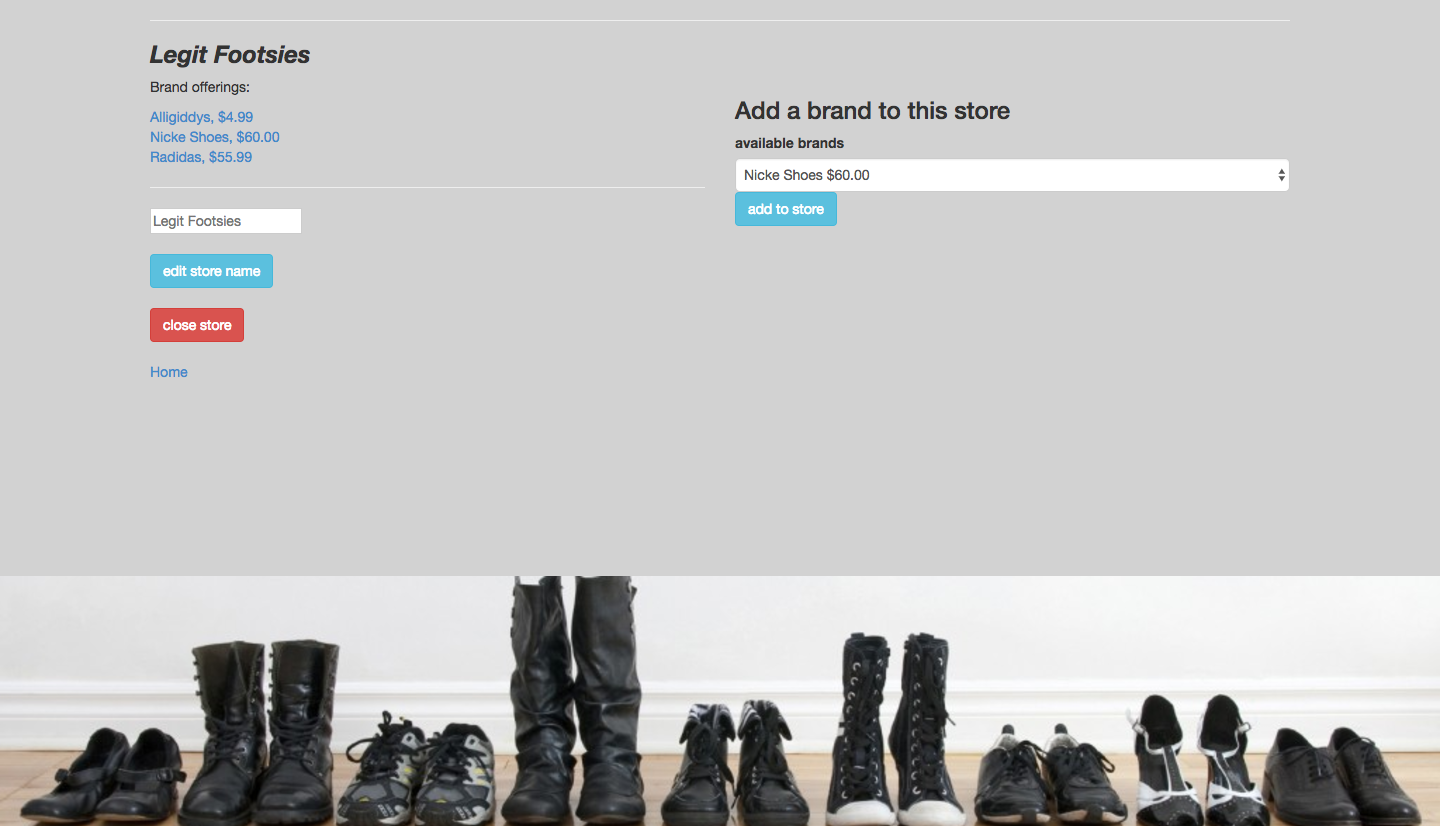 Legit Footsies
Brand offerings:
Alligiddys, $4.99
Nicke Shoes, $60.00
Radidas, $55.99
Legit Footsies
edit store name
close store
Home
Add a brand to this store
available brands
Nicke Shoes $60.00
add to store